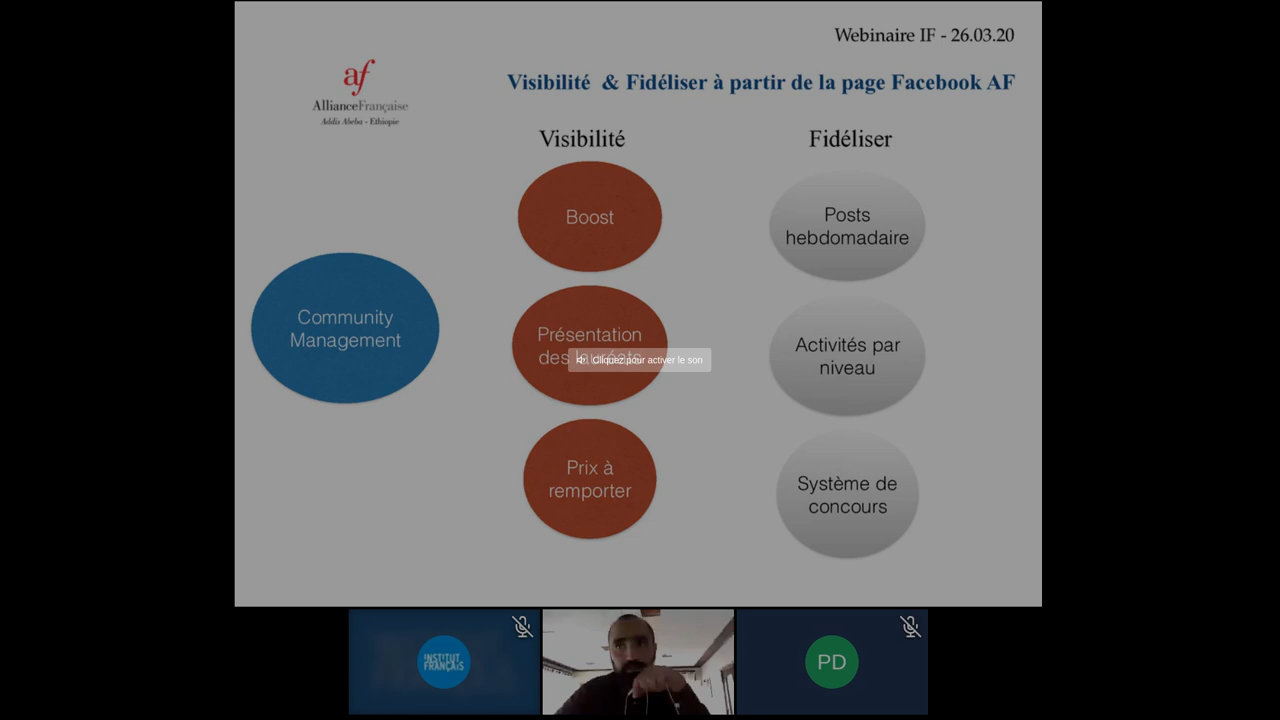 Webinaire IF - 26.03.20
af
AllianceFrançaise
Addis Abeba - Ethiopie
Visibilité & Fidéliser à partir de la page Facebook AF
Visibilité
Fidéliser
Boost
Posts
hebdomadaire
Community
Management
Présentation
des lauréats
Cliquez pour activer le son
Activités par
niveau
Prix à
remporter
Système de
concours
INSTITUT
FRANÇAIS
PD